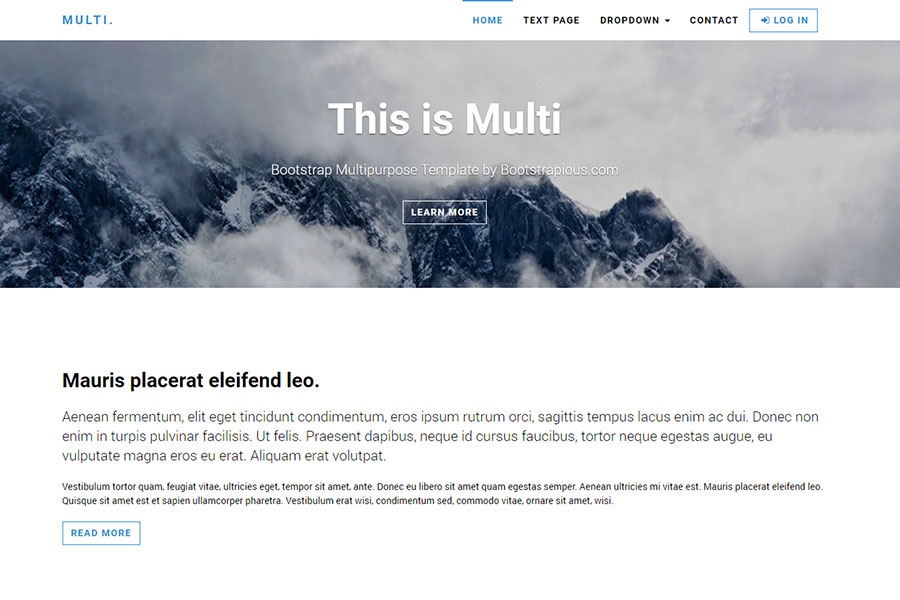 MULTI.
HOME TEXT PAGE DROPDOWN CONTACT LOG IN
This is Multi
Bootstrap Multipurpose Template by Bootstrapious.com
LEARN MORE
Mauris placerat eleifend leo.
Aenean fermentum, elit eget tincidunt condimentum, eros ipsum rutrum orci, sagittis tempus lacus enim ac dui. Donec non
enim in turpis pulvinar facilisis. Ut felis. Praesent dapibus, neque id cursus faucibus, tortor neque egestas augue, eu
vulputate magna eros eu erat. Aliquam erat volutpat.
Vestibulum tortor quam, feugiat vitae, ultricies eget, tempor sit amet, ante. Donec eu libero sit amet quam egestas semper. Aenean ultricies mi vitae est. Mauris placerat eleifend leo.
Quisque sit amet est et sapien ullamcorper pharetra. Vestibulum erat wisi, condimentum sed, commodo vitae, ornare sit amet, wisi.
READ MORE